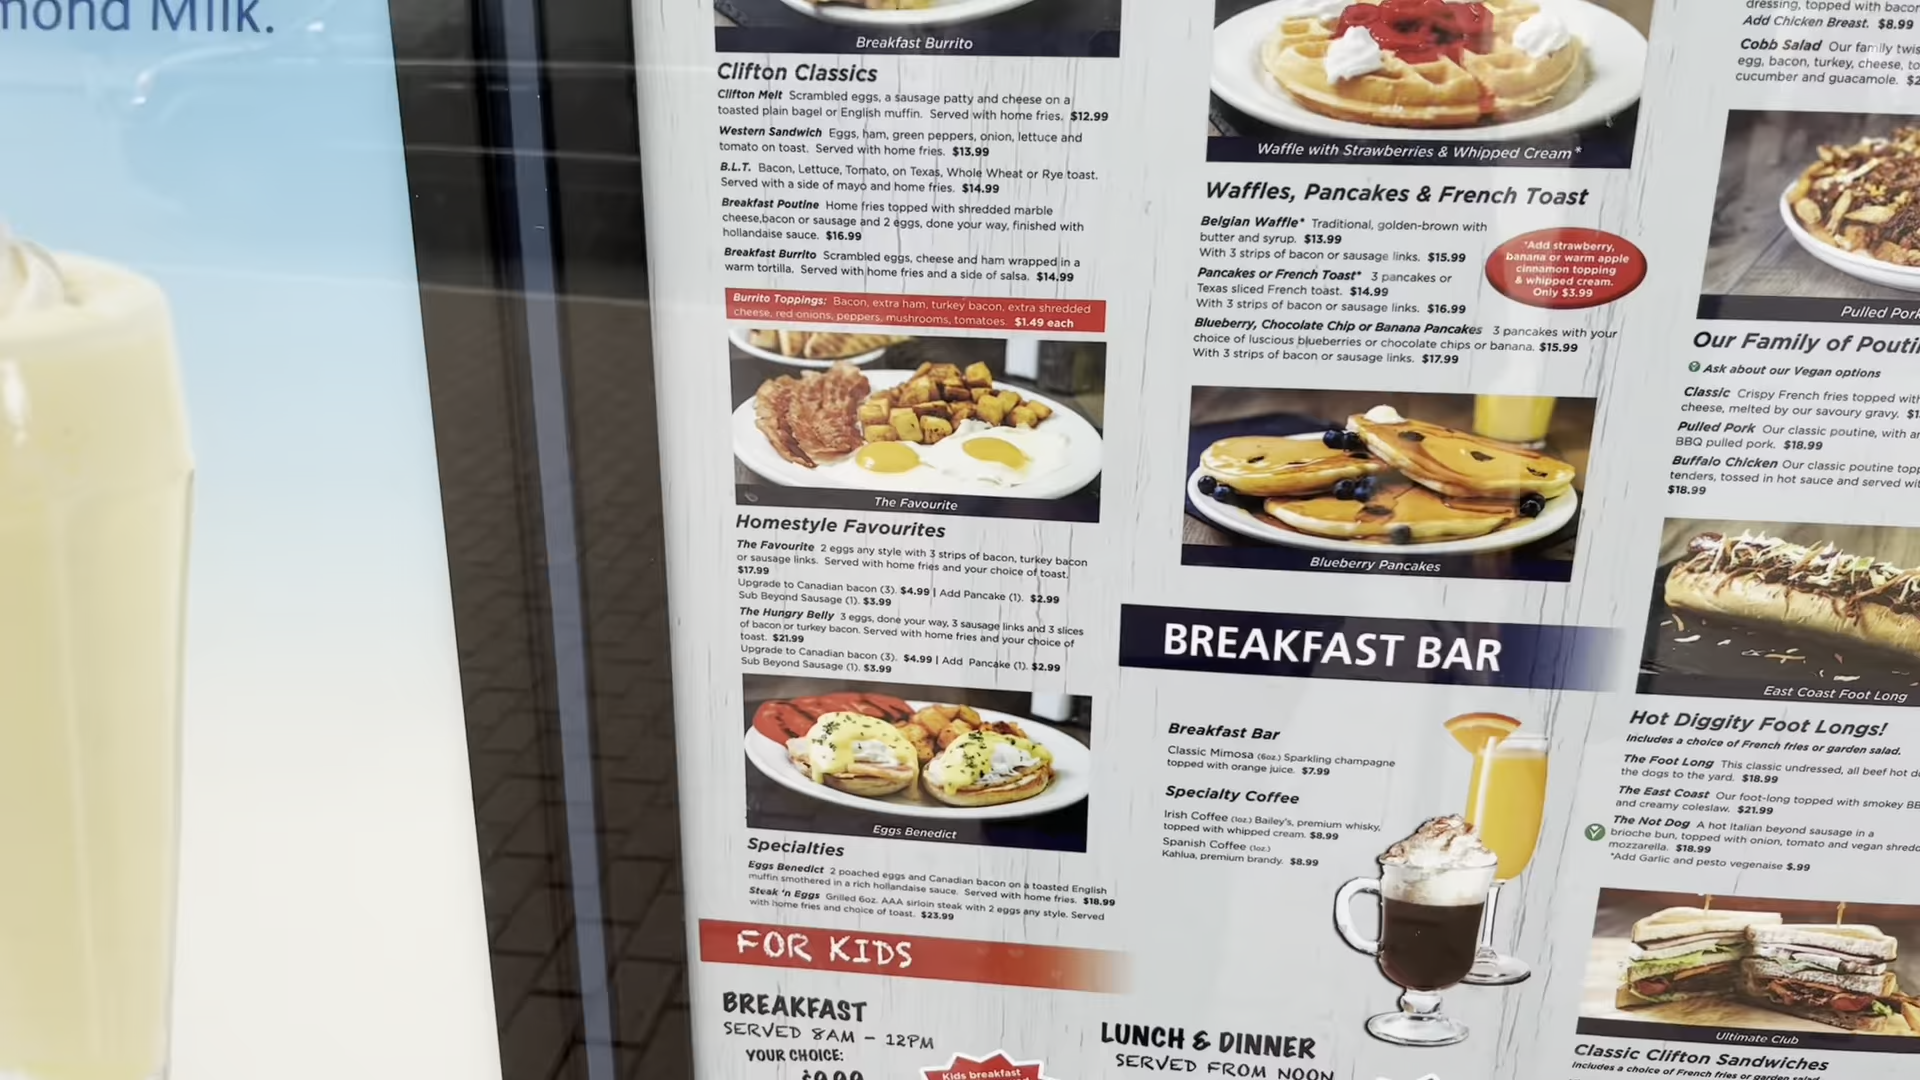 Milk.
Breakfast Burrito
Clifton Classics
Clifton Melt Scrambled eggs, a sausage patty and cheese on a
toasted plain bagel or English muffin. Served with home fries. $12.99
Western Sandwich Eggs, ham, green peppers, onion, lettuce and
tomato on toast. Served with home fries. $13.99
B.L.T. Bacon, Lettuce, Tomato, on Texas, Whole Wheat or Rye toast.
Served with a side of mayo and home fries. $14.99
Breakfast Poutine Home fries topped with shredded marble
cheese,bacon or sausage and 2 eggs, done your way, finished with
hollandaise sauce. $16.99
Breakfast Burrito Scrambled eggs, cheese and ham wrapped in a
warm tortilla. Served with home fries and a side of salsa. $14.99
Burrito Toppings: Bacon, extra ham, turkey bacon, extra shredded
cheese, red onions, peppers, mushrooms, tomatoes. $1.49 each
The Favourite
Homestyle Favourites
The Favourite 2 eggs any style with 3 strips of bacon, turkey bacon
or sausage links. Served with home fries and your choice of toast.
$17.99
Upgrade to Canadian bacon (3). $4.99 | Add Pancake (1). $2.99
Sub Beyond Sausage (1). $3.99
The Hungry Belly 3 eggs, done your way, 3 sausage links and 3 slices
of bacon or turkey bacon. Served with home fries and your choice of
toast. $21.99
Upgrade to Canadian bacon (3). $4.99 | Add Pancake (1). $2.99
Sub Beyond Sausage (1). $3.99
Eggs Benedict
Specialties
Eggs Benedict 2 poached eggs and Canadian bacon on a toasted English
muffin smothered in a rich hollandaise sauce. Served with home fries. $18.99
Steak 'n Eggs Grilled 6oz. AAA sirloin steak with 2 eggs any style. Served
with home fries and choice of toast. $23.99
FOR KIDS
BREAKFAST
SERVED 8AM - 12PM
YOUR CHOICE:
Kids breakfast
LUNCH & DINNER
SERVED FROM NOON
Waffle with Strawberries & Whipped Cream*
Waffles, Pancakes & French Toast
Belgian Waffle* Traditional, golden-brown with
butter and syrup. $13.99
With 3 strips of bacon or sausage links. $15.99
Pancakes or French Toast* 3 pancakes or
Texas sliced French toast. $14.99
With 3 strips of bacon or sausage links. $16.99
*Add strawberry,
banana or warm apple
cinnamon topping
& whipped cream.
Only $3.99
Blueberry, Chocolate Chip or Banana Pancakes 3 pancakes with your
choice of luscious blueberries or chocolate chips or banana. $15.99
With 3 strips of bacon or sausage links. $17.99
Blueberry Pancakes
BREAKFAST BAR
Breakfast Bar
Classic Mimosa (6oz.) Sparkling champagne
topped with orange juice. $7.99
Specialty Coffee
Irish Coffee (1oz.) Bailey's, premium whisky,
topped with whipped cream. $8.99
Spanish Coffee (1oz.)
Kahlua, premium brandy. $8.99
dressing, topped with bacon
Add Chicken Breast. $8.99
Cobb Salad Our family
egg, bacon, turkey, cheese,
cucumber and guacamole.
Pulled Pork
Our Family of
Ask about our Vegan options
Classic Crispy French fries topped
cheese, melted by our savoury gravy.
Pulled Pork Our classic poutine, with
BBQ pulled pork. $18.99
Buffalo Chicken Our classic poutine
tenders, tossed in hot sauce and served
$18.99
East Coast Foot Long
Hot Diggity Foot Longs!
Includes a choice of French fries or garden salad.
The Foot Long This classic undressed, all beef hot
the dogs to the yard. $18.99
The East Coast Our foot-long topped with smokey
and creamy coleslaw. $21.99
The Not Dog A hot Italian beyond sausage in a
brioche bun, topped with onion, tomato and vegan
mozzarella. $18.99
*Add Garlic and pesto vegenaise $.99
Ultimate Club
Classic Clifton Sandwiches
Includes a choice of French fries or garden